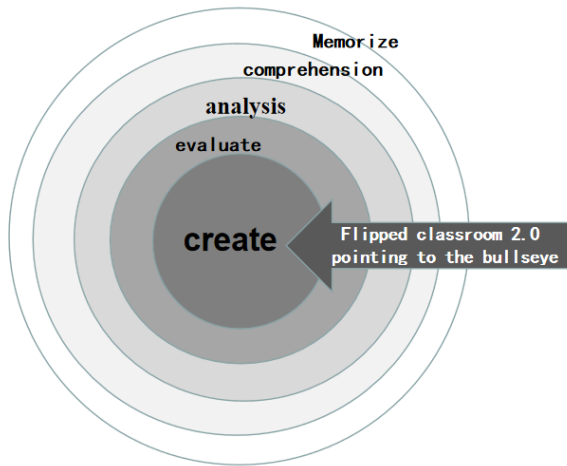 Memorize
comprehension
analysis
evaluate
create
Flipped classroom 2.0
pointing to the bullseye